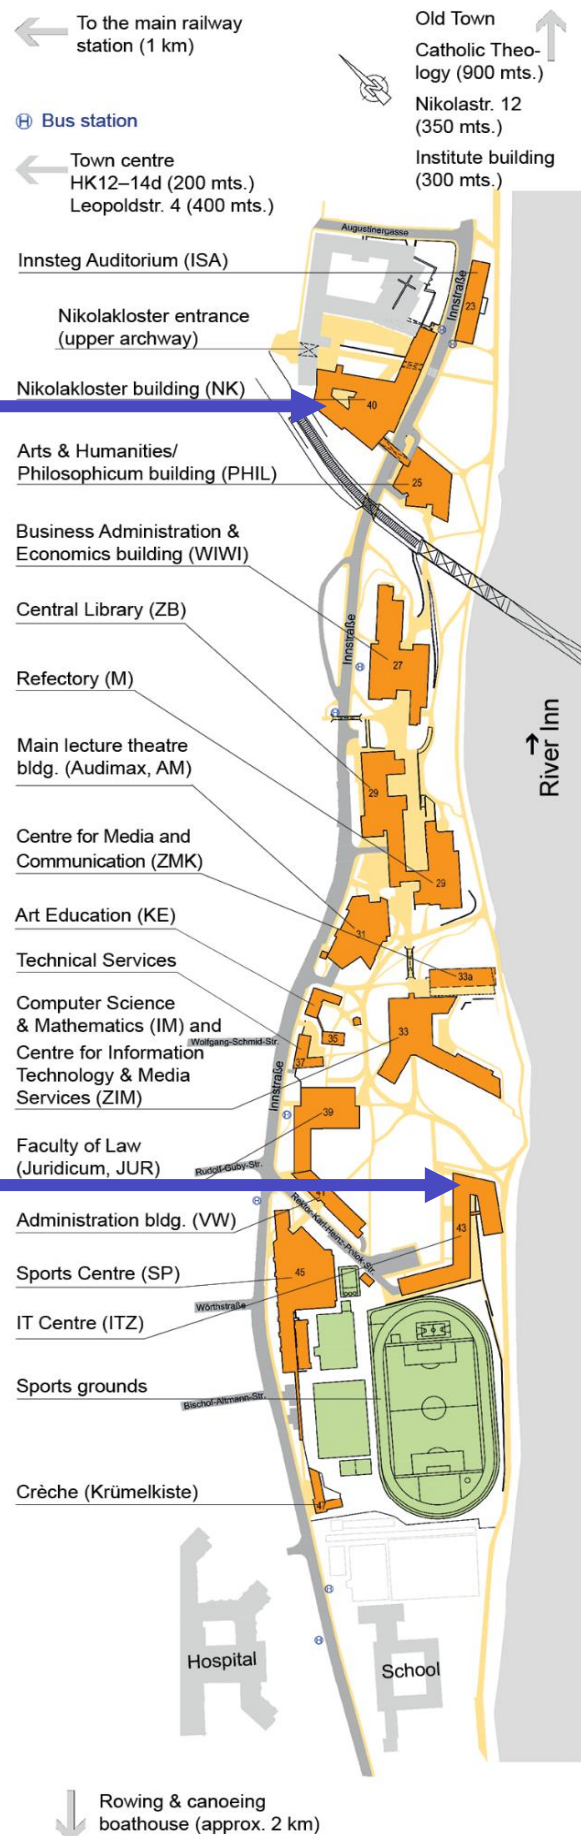 To the main railway
station (1 km)
Old Town
Catholic Theo-
logy (900 mts.)
Nikolastr. 12
(350 mts.)
Institute building
(300 mts.)
H Bus station
Town centre
HK12–14d (200 mts.)
Leopoldstr. 4 (400 mts.)
Augustinergasse
Innsteg Auditorium (ISA)
Innstraße
23
H
H
Nikolakloster entrance
(upper archway)
Nikolakloster building (NK)
40
Arts & Humanities/
Philosophicum building (PHIL)
25
Business Administration &
Economics building (WIWI)
Central Library (ZB)
Innstraße
27
H
Refectory (M)
H
River Inn
Main lecture theatre
bldg. (Audimax, AM)
29
Centre for Media and
Communication (ZMK)
29
Art Education (KE)
31
Technical Services
33a
Computer Science
& Mathematics (IM) and
Wolfgang-Schmid-Str.
35
33
Centre for Information
Technology & Media
Services (ZIM)
37
Innstraße
39
H
Faculty of Law
(Juridicum, JUR)
Rudolf-Guby-Str.
H
Rektor-Karl-Heinz-Pollok-Str.
Administration bldg. (VW)
43
Sports Centre (SP)
45
Wörthstraße
IT Centre (ITZ)
Sports grounds
Bischof-Altmann-Str.
Crèche (Krümelkiste)
47
H
H
Hospital
School
Rowing & canoeing
boathouse (approx. 2 km)